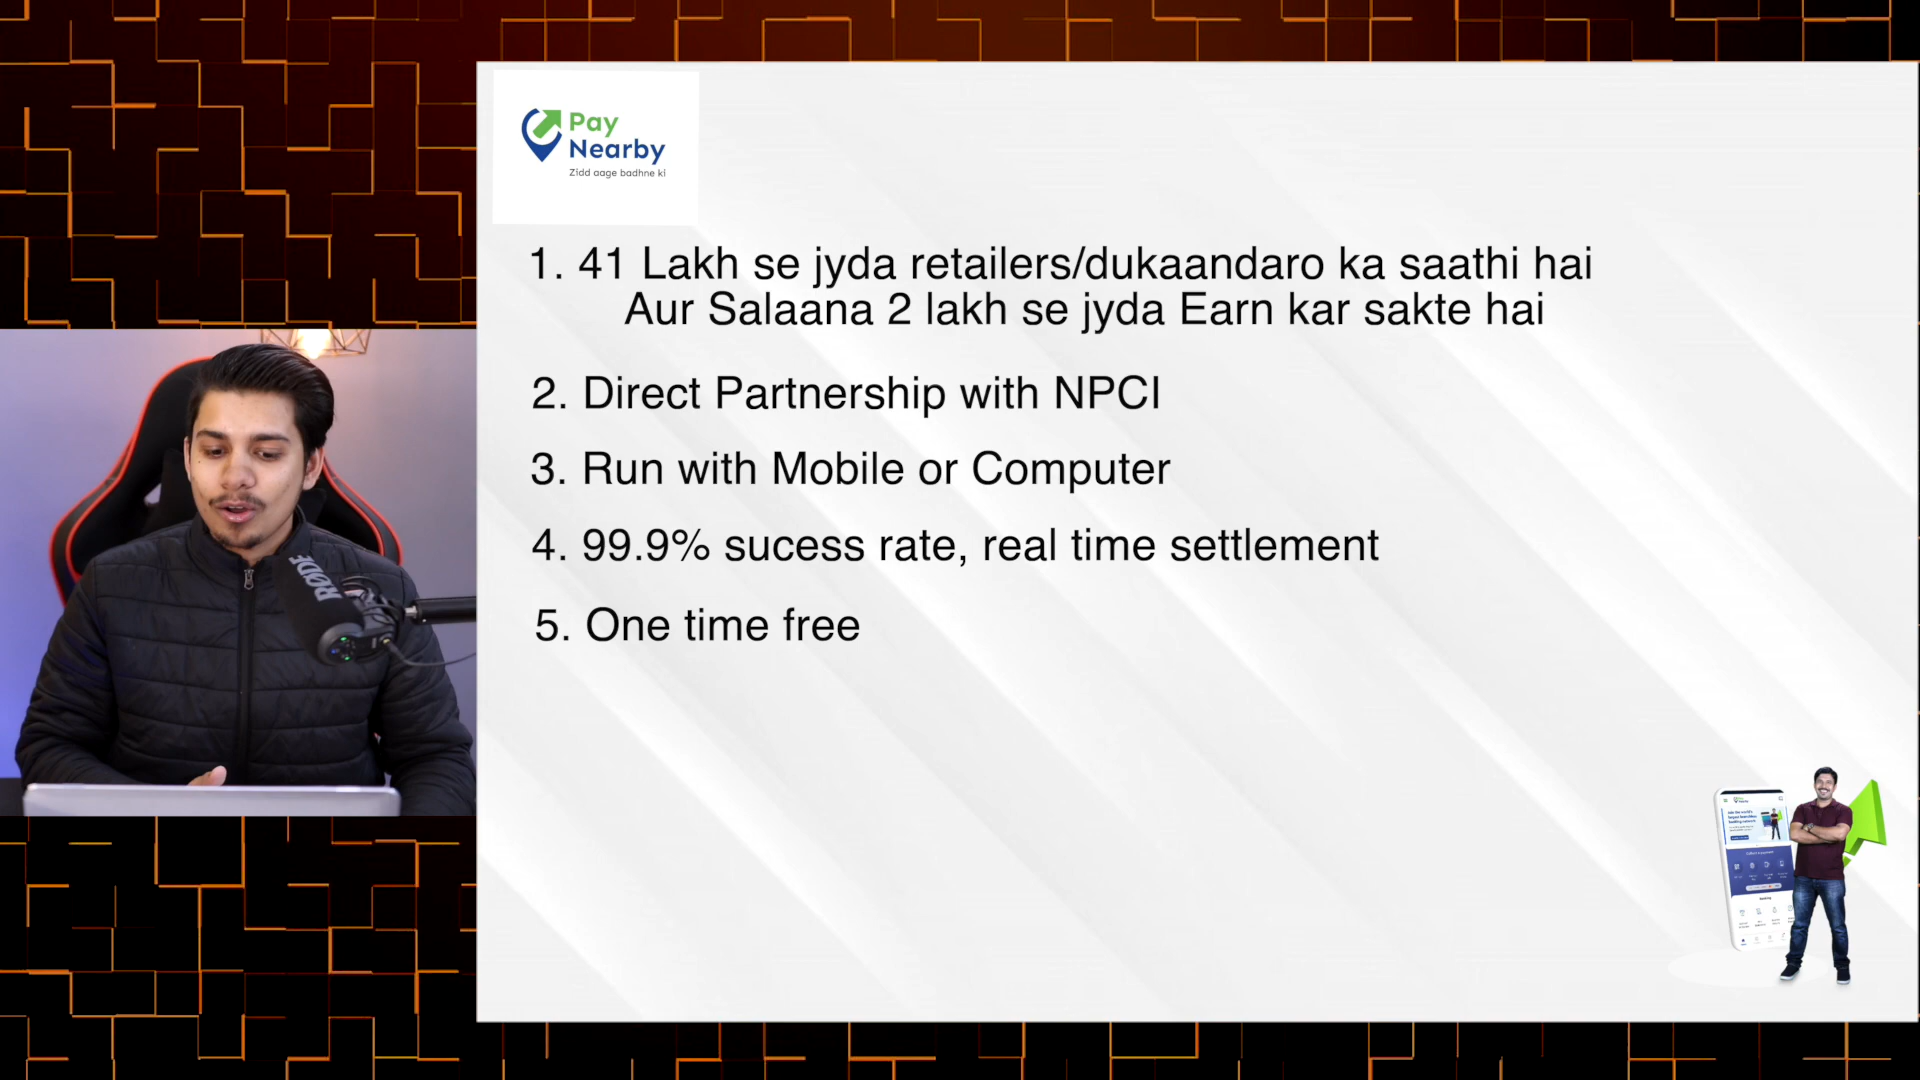 Pay
Nearby
Zidd aage badhne ki
1. 41 Lakh se jyda retailers/dukaandaro ka saathi hai
Aur Salaana 2 lakh se jyda Earn kar sakte hai
2. Direct Partnership with NPCI
3. Run with Mobile or Computer
4. 99.9% sucess rate, real time settlement
5. One time free
RØDE